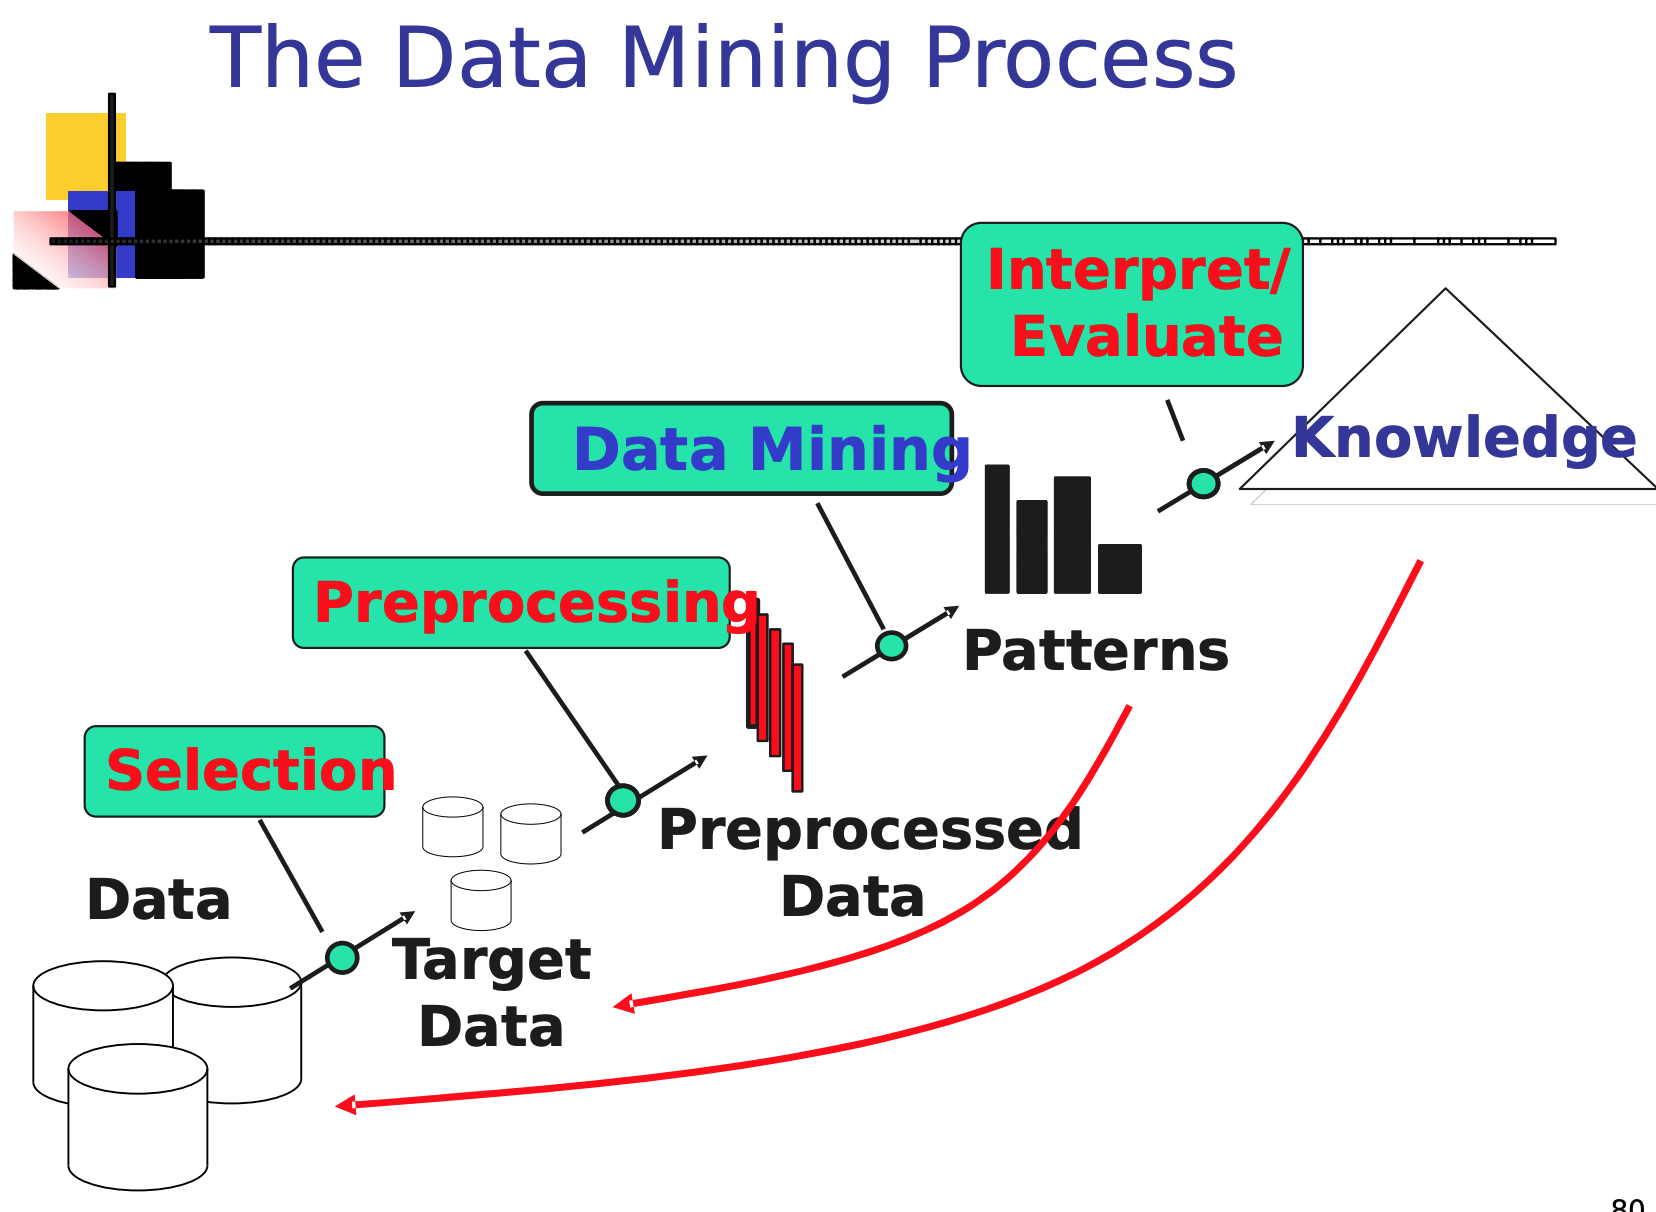 The Data Mining Process
Interpret/
Evaluate
Knowledge
Data Mining
Preprocessing
Patterns
Selection
Preprocessed
Data
Data
Target
Data
80